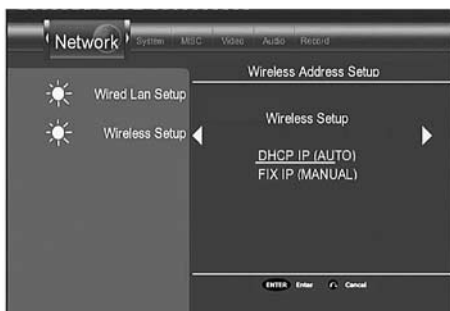 Network System MISC Video Audio Record
Wireless Address Setup
Wired Lan Setup
Wireless Setup
Wireless Setup
DHCP IP (AUTO)
FIX IP (MANUAL)
ENTER Enter Cancal